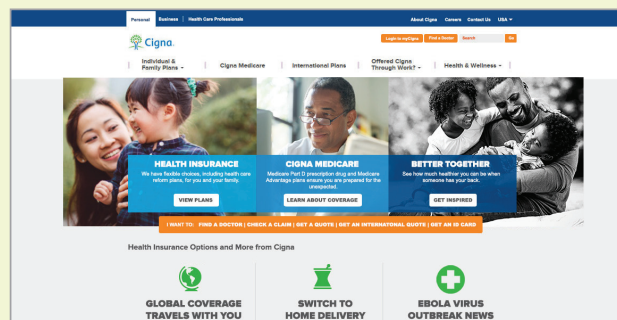 Personal Business Health Care Professionals About Cigna Careers Contact Us USA
Cigna. Login to myCigna Find a Doctor Search Go
Individual &
Family Plans
Cigna Medicare
International Plans
Offered Cigna
Through Work?
Health & Wellness
HEALTH INSURANCE
We have flexible choices, including health care
reform plans, for you and your family.
VIEW PLANS
CIGNA MEDICARE
Medicare Part D prescription drug and Medicare
Advantage plans ensure you are prepared for the
unexpected.
LEARN ABOUT COVERAGE
BETTER TOGETHER
See how much healthier you can be when
someone has your back.
GET INSPIRED
I WANT TO: FIND A DOCTOR | CHECK A CLAIM | GET A QUOTE | GET AN INTERNATONAL QUOTE | GET AN ID CARD
Health Insurance Options and More from Cigna
GLOBAL COVERAGE
TRAVELS WITH YOU
SWITCH TO
HOME DELIVERY
EBOLA VIRUS
OUTBREAK NEWS